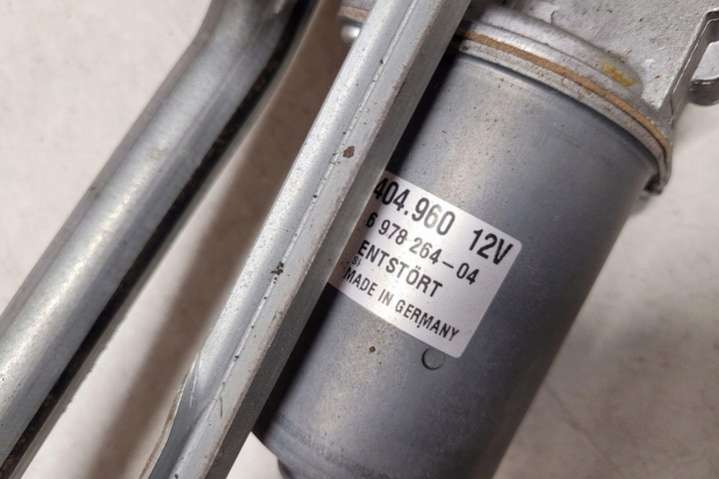 404.960 12V
6 978 264-04
ENTSTÖRT
MADE IN GERMANY